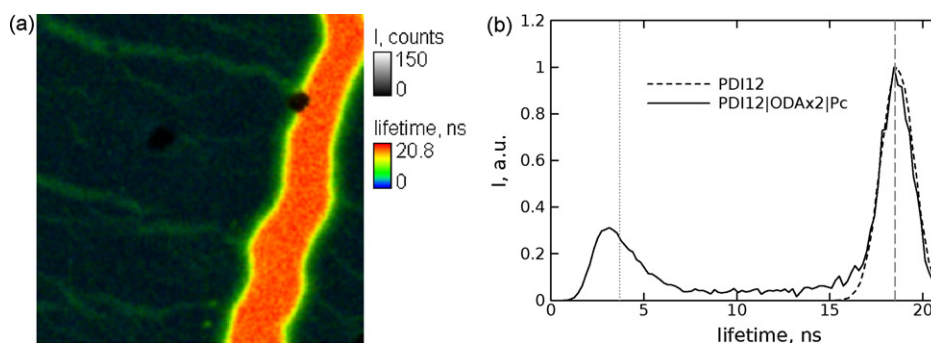 (a)
I, counts
150
0
lifetime, ns
20.8
0
(b)
I, a.u.
1.2
1
0.8
0.6
0.4
0.2
0
PDI12
PDI12|ODAx2|Pc
0 5 10 15 20
lifetime, ns